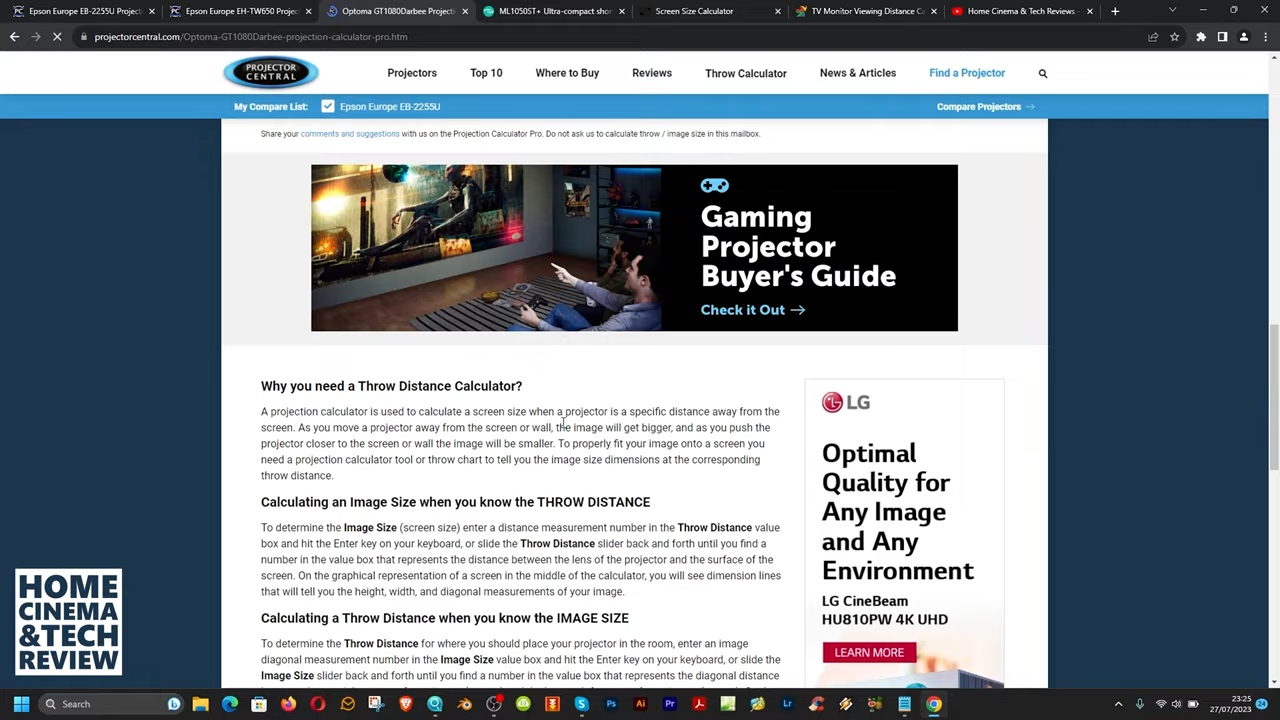 Epson EB-2255U Projector S
Epson Europe EH-TW650 Proje
Optoma GT1080Darbee Projecti
ML1050ST+ Ultra-compact shor
Screen Size Calculator
TV Monitor Viewing Distance Ca
Home Cinema & Tech Reviews -
projectorcentral.com/Optoma-GT1080Darbee-projection-calculator-pro.htm
PROJECTOR
CENTRAL
Projectors
Top 10
Where to Buy
Reviews
Throw Calculator
News & Articles
Find a Projector
My Compare List:
Epson Europe EB-2255U
Compare Projectors
Share your comments and suggestions with us on the Projection Calculator Pro. Do not ask us to calculate throw / image size in this mailbox.
Gaming
Projector
Buyer's Guide
Check it Out
Why you need a Throw Distance Calculator?
A projection calculator is used to calculate a screen size when a projector is a specific distance away from the
screen. As you move a projector away from the screen or wall, the image will get bigger, and as you push the
projector closer to the screen or wall the image will be smaller. To properly fit your image onto a screen you
need a projection calculator tool or throw chart to tell you the image size dimensions at the corresponding
throw distance.
Calculating an Image Size when you know the THROW DISTANCE
To determine the Image Size (screen size) enter a distance measurement number in the Throw Distance value
box and hit the Enter key on your keyboard, or slide the Throw Distance slider back and forth until you find a
number in the value box that represents the distance between the lens of the projector and the surface of the
screen. On the graphical representation of a screen in the middle of the calculator, you will see dimension lines
that will tell you the height, width, and diagonal measurements of your image.
Calculating a Throw Distance when you know the IMAGE SIZE
To determine the Throw Distance for where you should place your projector in the room, enter an image
diagonal measurement number in the Image Size value box and hit the Enter key on your keyboard, or slide the
Image Size slider back and forth until you find a number in the value box that represents the diagonal distance
LG
Optimal
Quality for
Any Image
and Any
Environment
LG CineBeam
HU810PW 4K UHD
LEARN MORE
HOME
CINEMA
&TECH
REVIEW
Search
23:25
27/07/2023